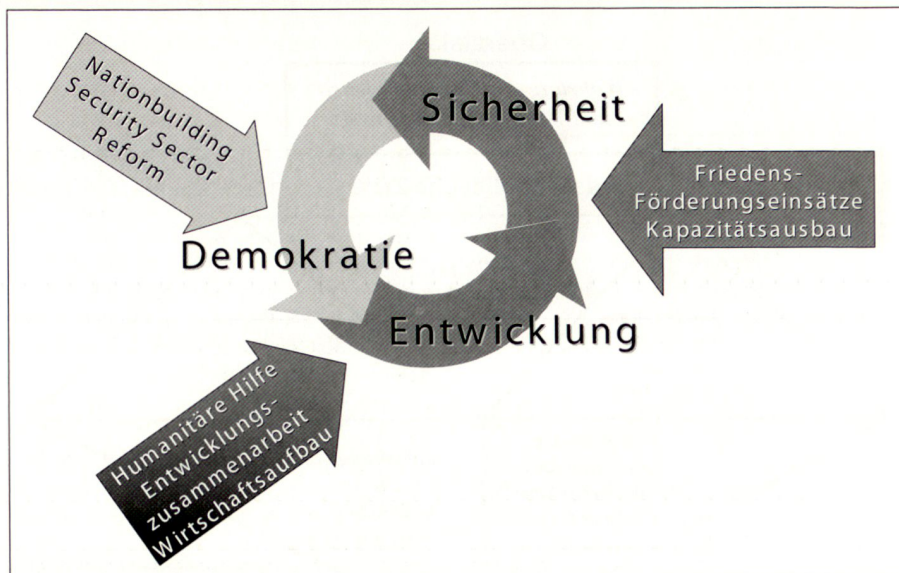 Nationbuilding
Security Sector
Reform
Sicherheit
Friedens-
Förderungseinsätze
Kapazitätsausbau
Demokratie
Entwicklung
Humanitäre Hilfe
Entwicklungs-
zusammenarbeit
Wirtschaftsaufbau